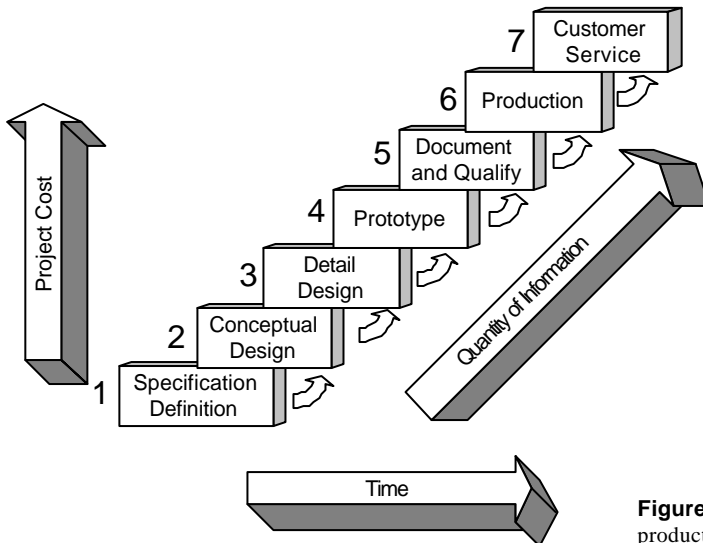 7
Customer
Service
6
Production
5
Document
and Qualify
4
Prototype
3
Detail
Design
2
Conceptual
Design
1
Specification
Definition
Project Cost
Quantity of Information
Time
Figure
product